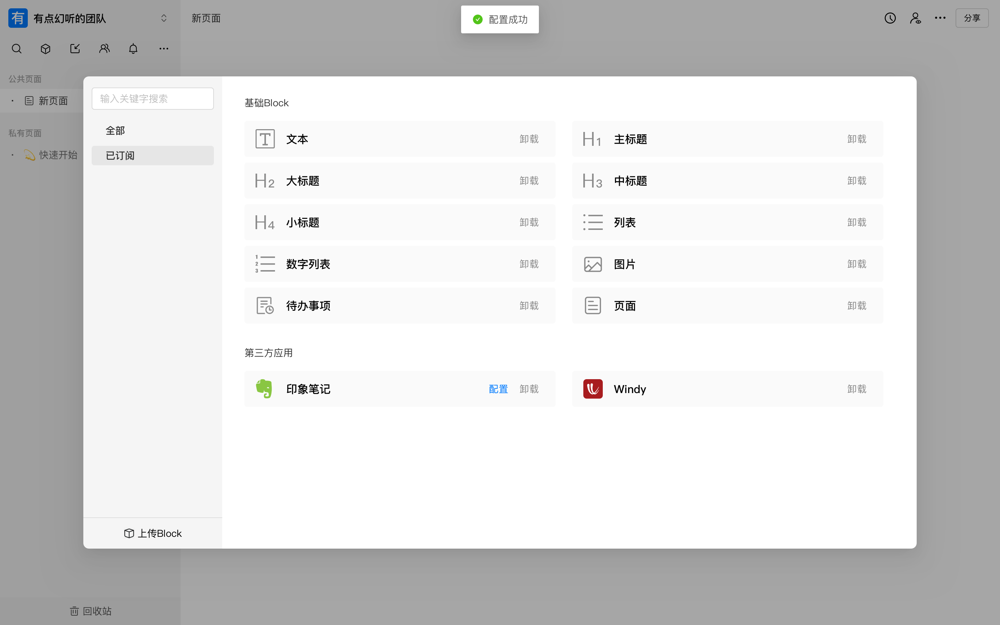 有 有点幻听的团队
新页面
配置成功
分享
公共页面
新页面
私有页面
快速开始
输入关键字搜索
全部
已订阅
基础Block
文本 卸载
H1 主标题 卸载
H2 大标题 卸载
H3 中标题 卸载
H4 小标题 卸载
列表 卸载
数字列表 卸载
图片 卸载
待办事项 卸载
页面 卸载
第三方应用
印象笔记 配置 卸载
Windy 卸载
上传Block
回收站